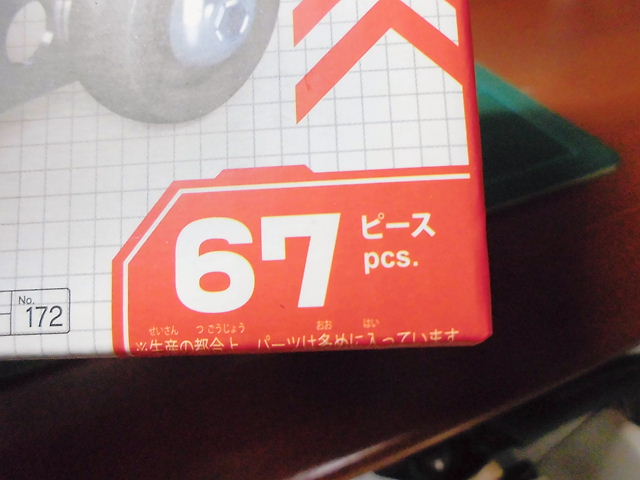 67 ピース
pcs.
No.
172
せいさん つごうじょう おお はい
※生産の都合上、パーツは多めに入っています